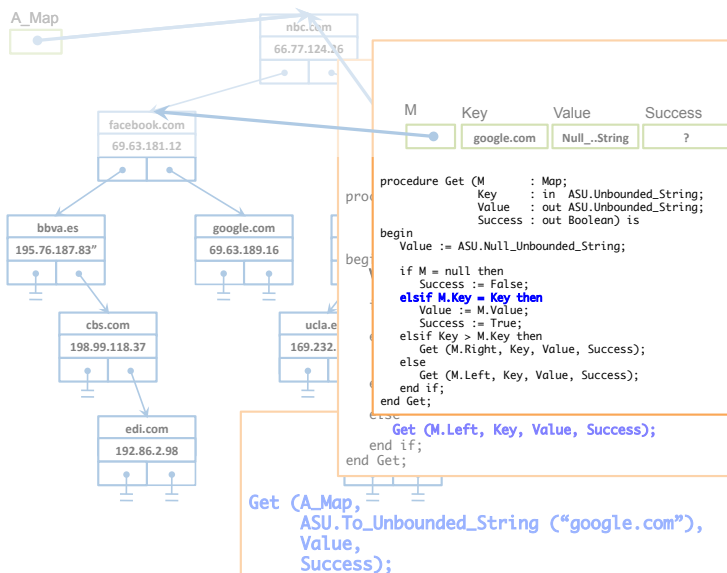 A_Map
nbc.com
66.77.124.26
facebook.com
69.63.181.12
bbva.es
195.76.187.83”
google.com
69.63.189.16
cbs.com
198.99.118.37
ucla.e
169.232.
edi.com
192.86.2.98
M Key Value Success
google.com Null_..String ?
procedure Get (M : Map;
Key : in ASU.Unbounded_String;
Value : out ASU.Unbounded_String;
Success : out Boolean) is
begin
Value := ASU.Null_Unbounded_String;
if M = null then
Success := False;
elsif M.Key = Key then
Value := M.Value;
Success := True;
elsif Key > M.Key then
Get (M.Right, Key, Value, Success);
else
Get (M.Left, Key, Value, Success);
end if;
end Get;
proc
begi
else
Get (M.Left, Key, Value, Success);
end if;
end Get;
Get (A_Map,
ASU.To_Unbounded_String (“google.com”),
Value,
Success);